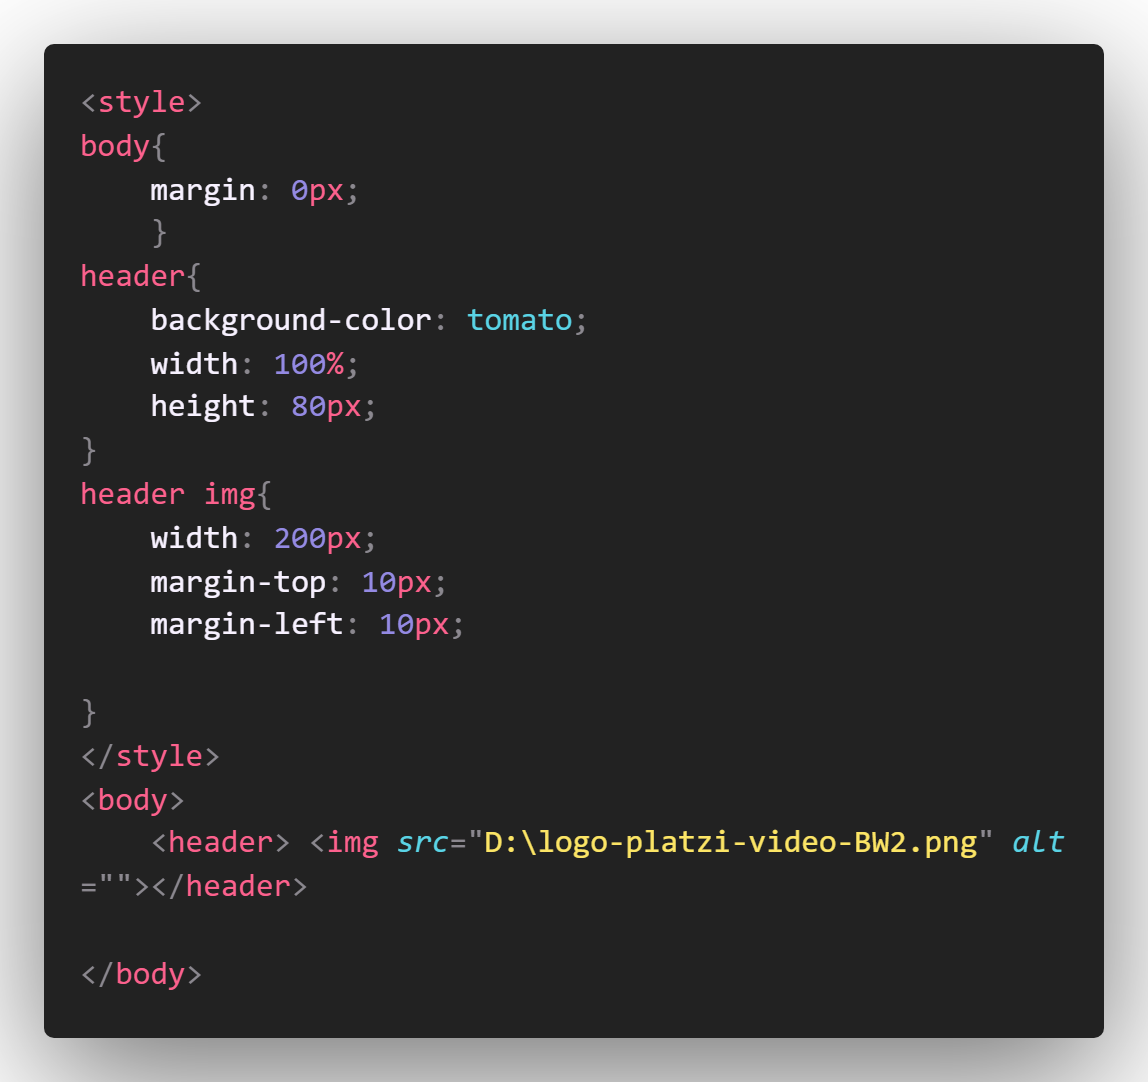 <style>
body{
    margin: 0px;
    }
header{
    background-color: tomato;
    width: 100%;
    height: 80px;
}
header img{
    width: 200px;
    margin-top: 10px;
    margin-left: 10px;

}
</style>
<body>
    <header> <img src="D:\logo-platzi-video-BW2.png" alt
=""></header>

</body>